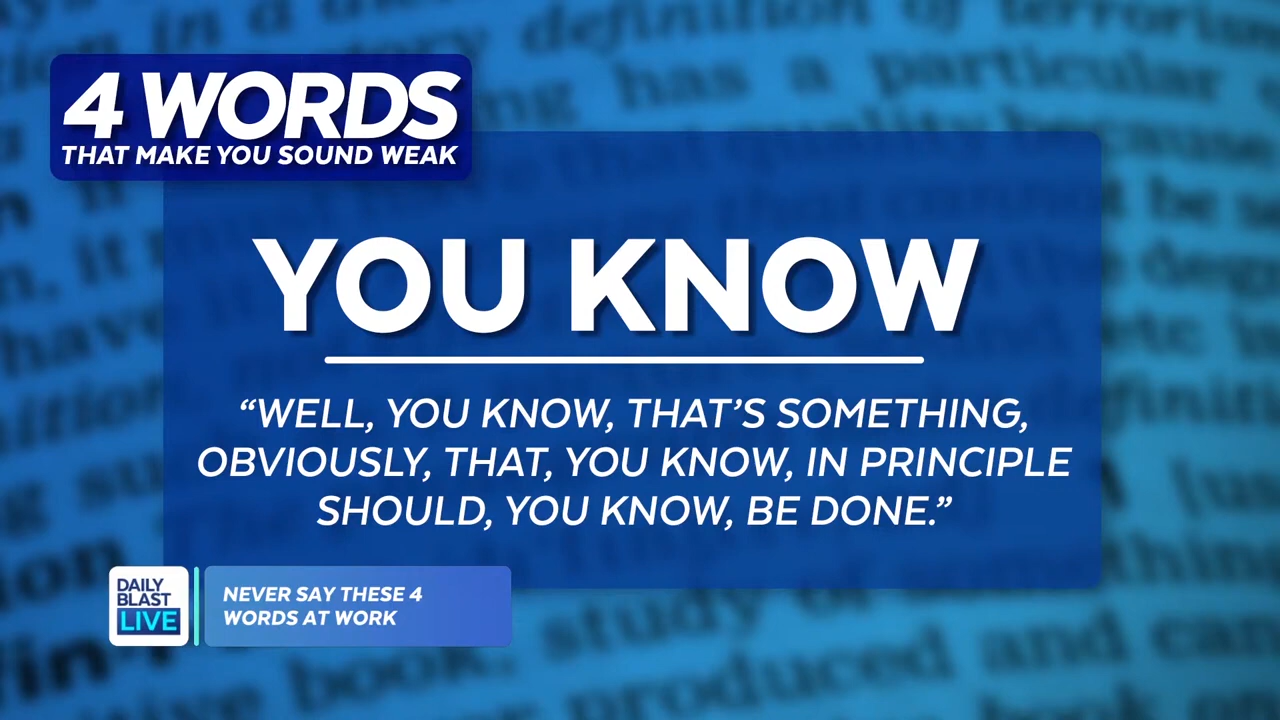 4 WORDS
THAT MAKE YOU SOUND WEAK
YOU KNOW
“WELL, YOU KNOW, THAT’S SOMETHING,
OBVIOUSLY, THAT, YOU KNOW, IN PRINCIPLE
SHOULD, YOU KNOW, BE DONE.”
DAILY
BLAST
LIVE
NEVER SAY THESE 4
WORDS AT WORK